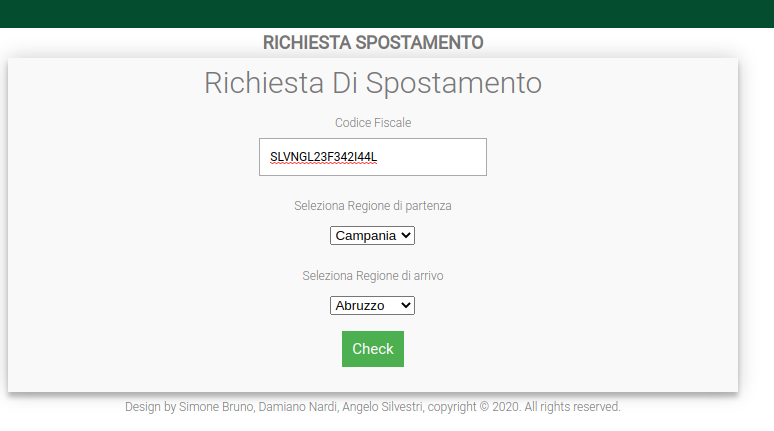 RICHIESTA SPOSTAMENTO
Richiesta Di Spostamento
Codice Fiscale
SLVNGL23F342I44L
Seleziona Regione di partenza
Campania
Seleziona Regione di arrivo
Abruzzo
Check
Design by Simone Bruno, Damiano Nardi, Angelo Silvestri, copyright © 2020. All rights reserved.